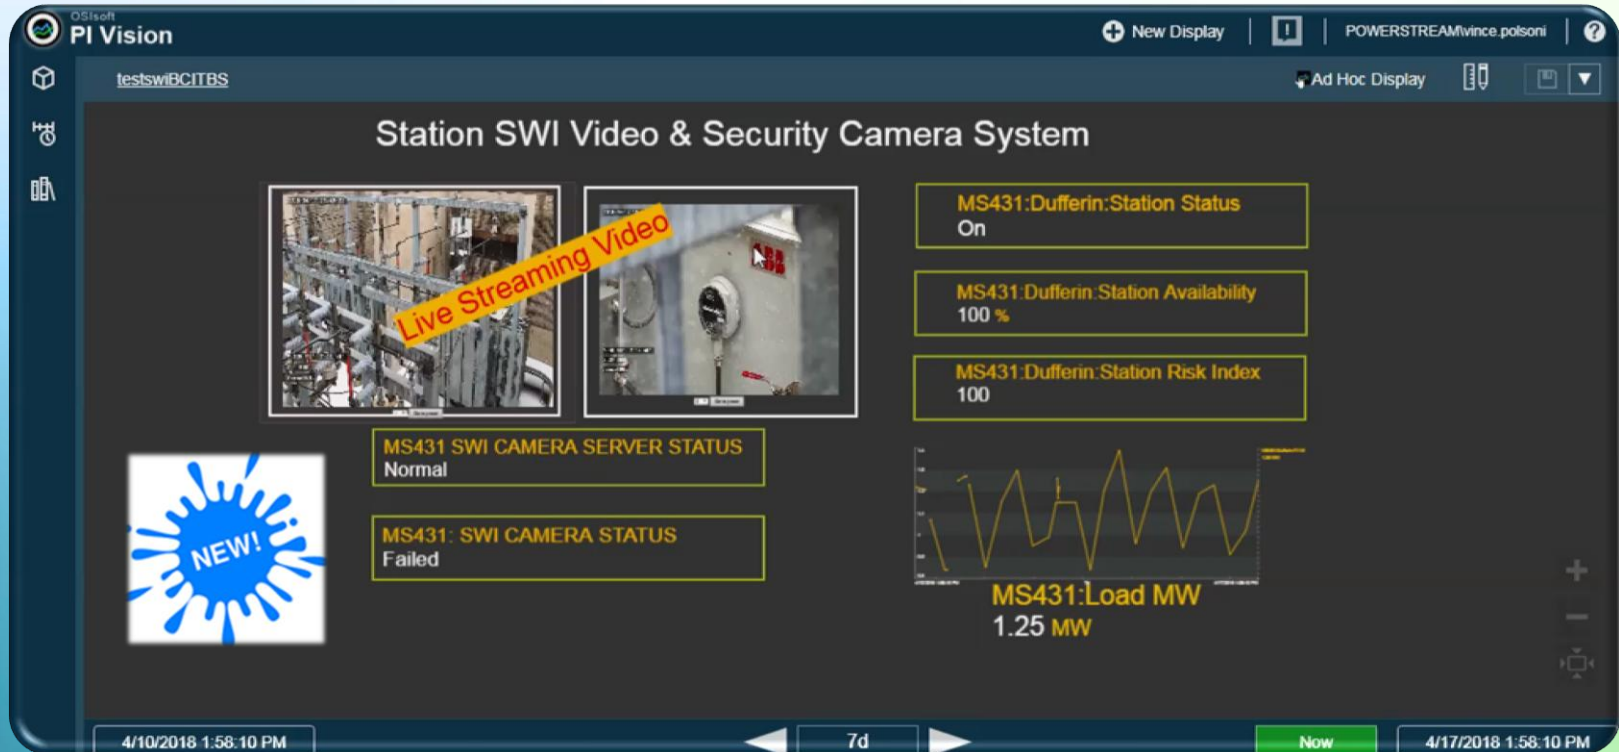 OSIsoft
PI Vision
New Display
POWERSTREAM\vince.polsoni
?
testswiBCITBS
Ad Hoc Display
Station SWI Video & Security Camera System
Live Streaming Video
ABB
MS431:Dufferin:Station Status
On
MS431:Dufferin:Station Availability
100 %
MS431:Dufferin:Station Risk Index
100
MS431 SWI CAMERA SERVER STATUS
Normal
MS431: SWI CAMERA STATUS
Failed
NEW!
MS431:Load MW
1.25 MW
4/10/2018 1:58:10 PM
7d
Now
4/17/2018 1:58:10 PM